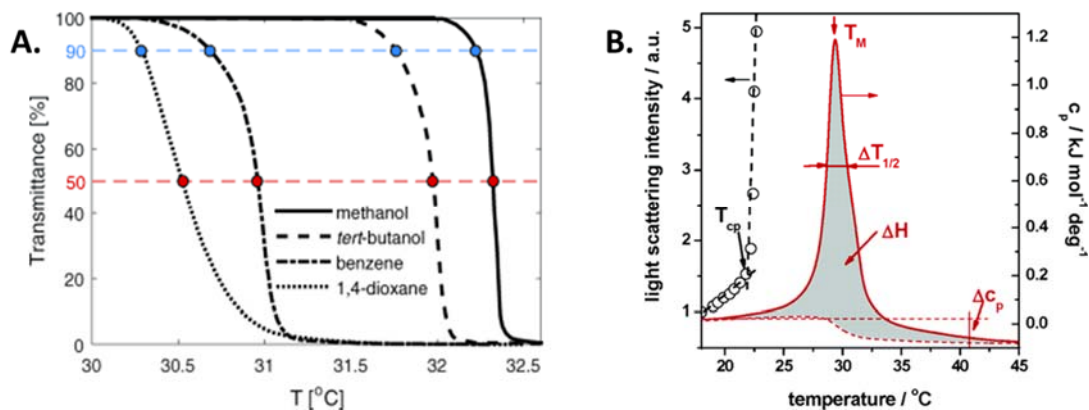 A.
Transmittance [%]
100
90
80
60
50
40
20
0
methanol
tert-butanol
benzene
1,4-dioxane
30
30.5
31
31.5
32
32.5
T [°C]
B.
light scattering intensity / a.u.
5
4
3
2
1
T_M
ΔT_1/2
T_cp
ΔH
Δc_p
1.2
1.0
0.8
0.6
0.4
0.2
0.0
c_p / kJ mol⁻¹ deg⁻¹
20
25
30
35
40
45
temperature / °C